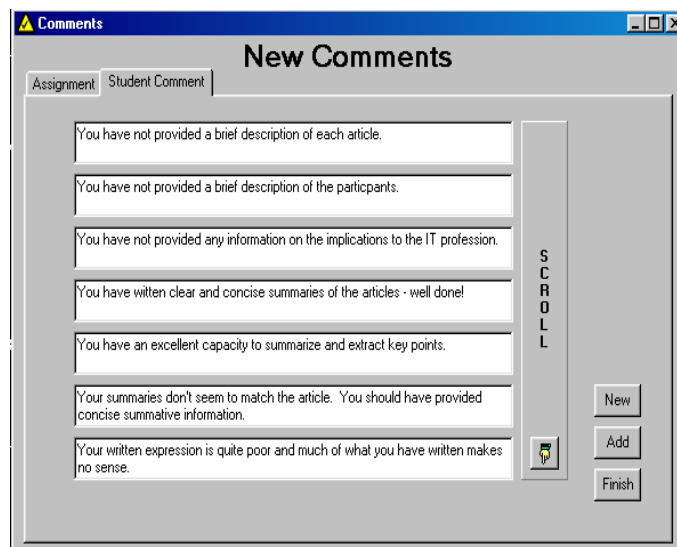 Comments
New Comments
Assignment
Student Comment
You have not provided a brief description of each article.
You have not provided a brief description of the particpants.
You have not provided any information on the implications to the IT profession.
You have witten clear and concise summaries of the articles - well done!
You have an excellent capacity to summarize and extract key points.
Your summaries don't seem to match the article.  You should have provided
concise summative information.
Your written expression is quite poor and much of what you have written makes
no sense.
S
C
R
O
L
L
New
Add
Finish